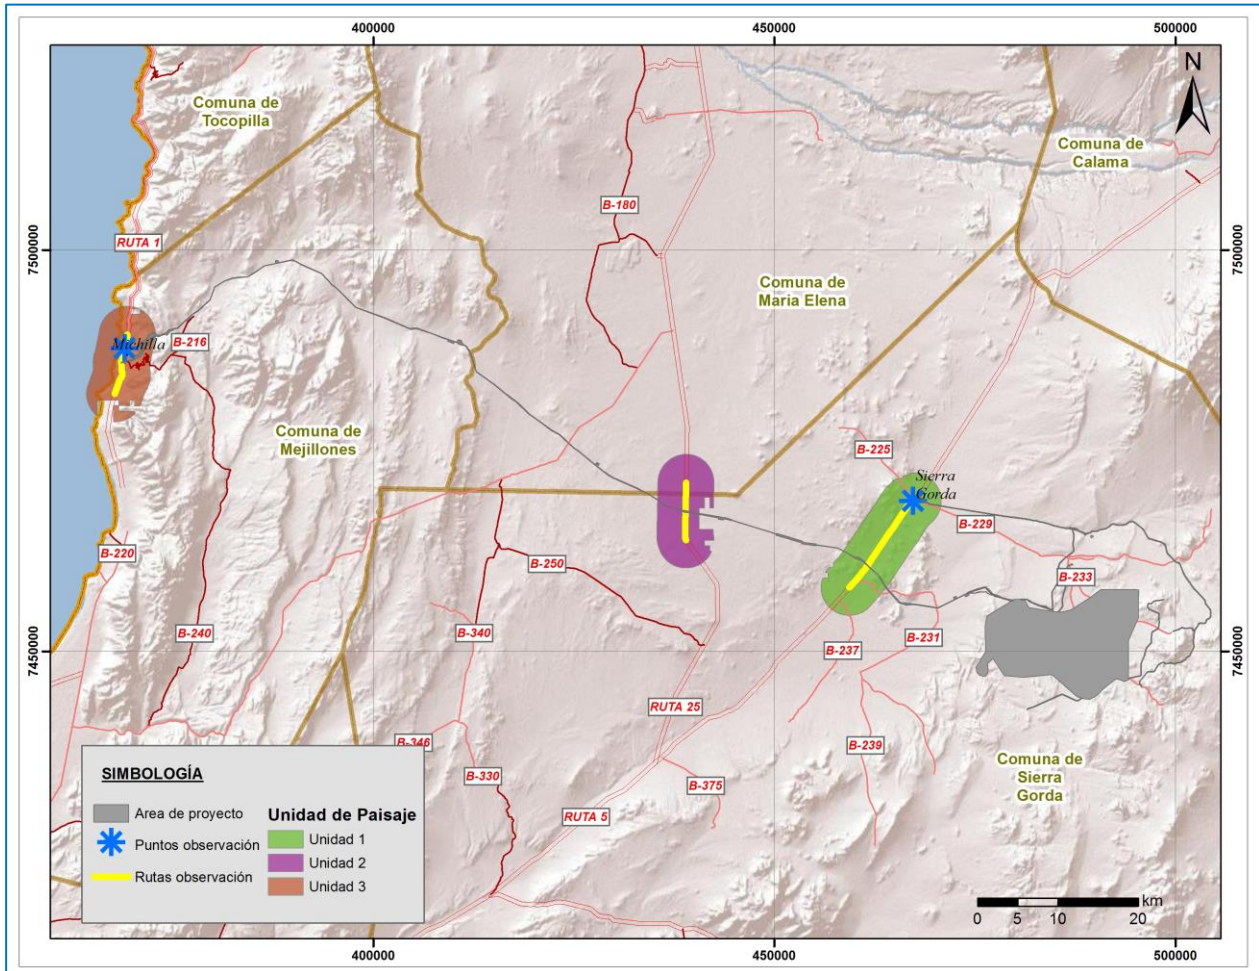 400000
450000
500000
N
Comuna de
Tocopilla
Comuna de
Calama
B-180
RUTA 1
7500000
7500000
Comuna de
Maria Elena
Michilla
B-216
Comuna de
Mejillones
B-225
Sierra
Gorda
B-229
B-220
B-250
B-233
B-240
B-340
B-237
B-231
7450000
7450000
RUTA 25
B-346
B-239
Comuna de
Sierra
Gorda
B-330
B-375
RUTA 5
SIMBOLOGÍA
Area de proyecto
Puntos observación
Rutas observación
Unidad de Paisaje
Unidad 1
Unidad 2
Unidad 3
km
0 5 10 20
400000
450000
500000